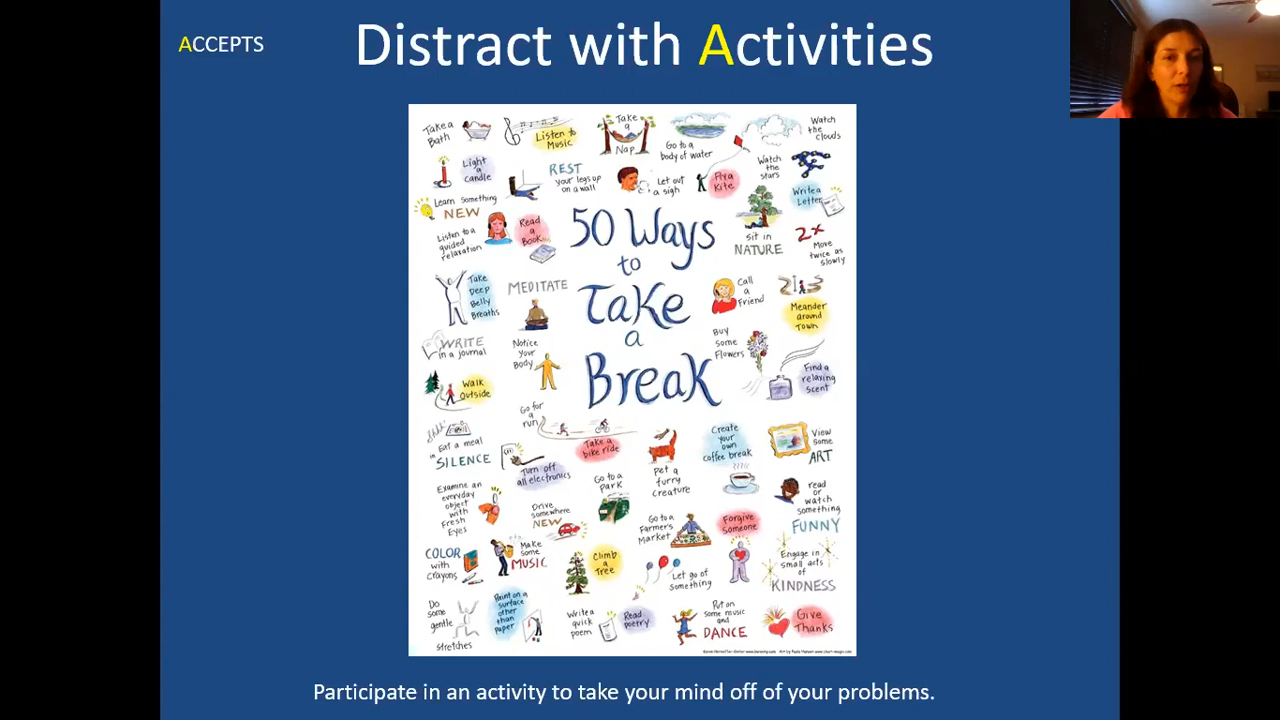 ACCEPTS
Distract with Activities
Take a
Bath
Listen to
Music
Take
a
Nap
Go to a
body of water
Watch
the
clouds
Light
a
candle
REST
your legs up
on a wall
Let out
a sigh
Fly a
Kite
Watch
the
stars
Write a
Letter
Learn something
NEW
Listen to a
guided
relaxation
Read
a
Book
50 Ways
to
Take
a
Break
Sit in
NATURE
2x
Move
twice as
slowly
Take
Deep
Belly
Breaths
MEDITATE
Call
a
Friend
Meander
around
Town
WRITE
in a journal
Notice
your
Body
Buy
some
Flowers
Find a
relaxing
scent
Walk
Outside
Go for
a
run
Shhh
Eat a meal
in SILENCE
Turn off
all electronics
Take a
bike ride
Pet a
furry
creature
Create
your
own
coffee break
View
some
ART
Examine an
everyday
object
with
Fresh
Eyes
Drive
somewhere
NEW
Go to a
Park
Go to a
Farmer's
Market
Forgive
Someone
read
or
watch
something
FUNNY
COLOR
with
Crayons
Make
some
MUSIC
Climb
a
Tree
Let go of
something
Engage in
small acts
of
KINDNESS
Do
some
gentle
stretches
Paint on a
surface
other
than
paper
Write a
quick
poem
Read
poetry
Put on
some music
and
DANCE
Give
Thanks
Participate in an activity to take your mind off of your problems.